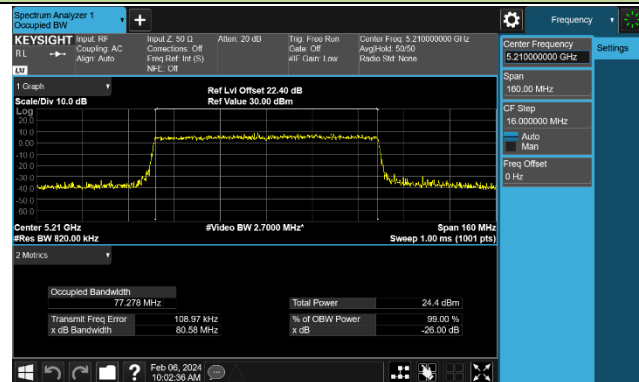 Spectrum Analyzer 1
Occupied BW
Frequency
KEYSIGHT
RL
LXI
Input: RF
Coupling: AC
Align: Auto
Input Z: 50 Ω
Corrections: Off
Freq Ref: Int (S)
NFE: Off
Atten: 20 dB
Trig: Free Run
Gate: Off
#IF Gain: Low
Center Freq: 5.210000000 GHz
Avg|Hold: 50/50
Radio Std: None
Center Frequency
5.210000000 GHz
Settings
Span
160.00 MHz
CF Step
16.000000 MHz
Auto
Man
Freq Offset
0 Hz
1 Graph
Scale/Div 10.0 dB
Ref Lvl Offset 22.40 dB
Ref Value 30.00 dBm
Log
20.0
10.0
0.00
-10.0
-20.0
-30.0
-40.0
-50.0
-60.0
Center 5.21 GHz
#Res BW 820.00 kHz
#Video BW 2.7000 MHz*
Span 160 MHz
Sweep 1.00 ms (1001 pts)
2 Metrics
Occupied Bandwidth
77.278 MHz
Total Power 24.4 dBm
Transmit Freq Error 108.97 kHz
% of OBW Power 99.00 %
x dB Bandwidth 80.58 MHz
x dB -26.00 dB
?
Feb 06, 2024
10:02:36 AM